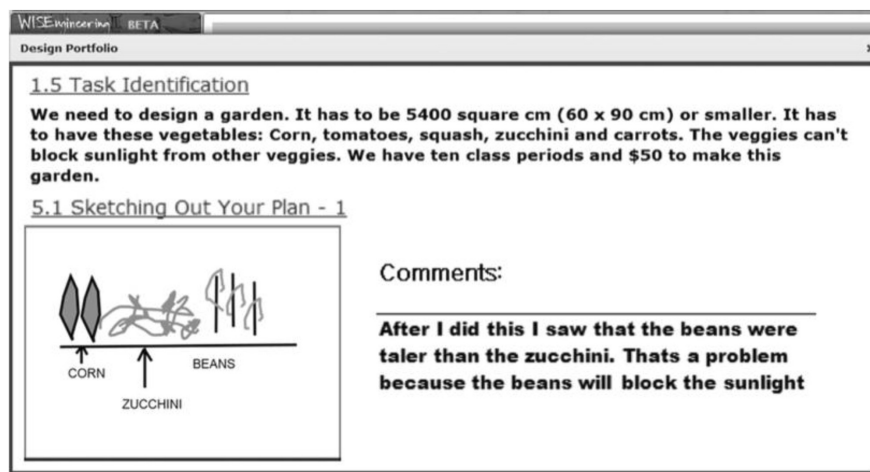 WISEngineering BETA
Design Portfolio
1.5 Task Identification
We need to design a garden. It has to be 5400 square cm (60 x 90 cm) or smaller. It has
to have these vegetables: Corn, tomatoes, squash, zucchini and carrots. The veggies can't
block sunlight from other veggies. We have ten class periods and $50 to make this
garden.
5.1 Sketching Out Your Plan - 1
CORN
ZUCCHINI
BEANS
Comments:
After I did this I saw that the beans were
taler than the zucchini. Thats a problem
because the beans will block the sunlight